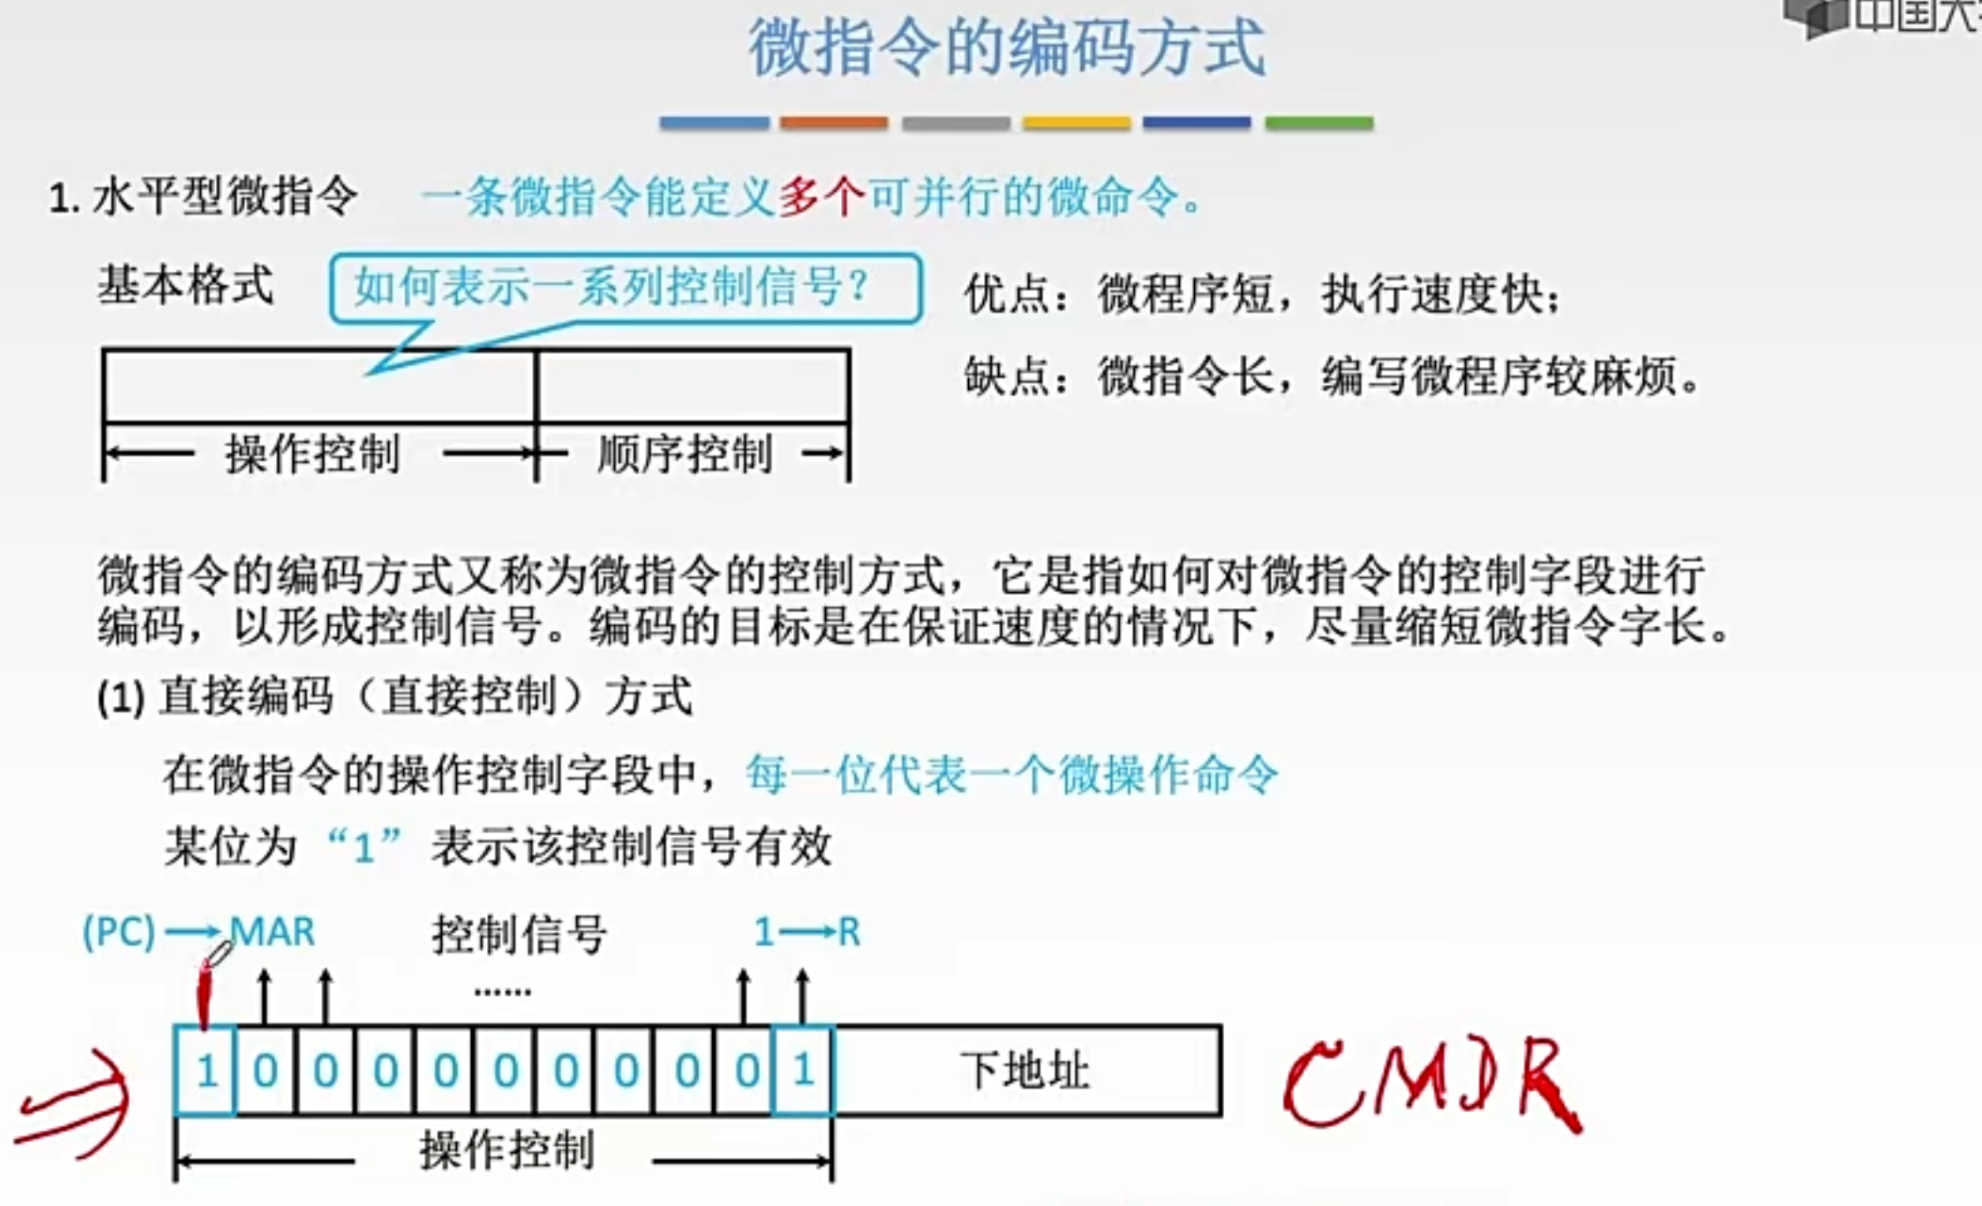 微指令的编码方式
中国大
1. 水平型微指令 一条微指令能定义多个可并行的微命令。
基本格式 如何表示一系列控制信号？
优点：微程序短，执行速度快；
缺点：微指令长，编写微程序较麻烦。
操作控制 顺序控制
微指令的编码方式又称为微指令的控制方式，它是指如何对微指令的控制字段进行
编码，以形成控制信号。编码的目标是在保证速度的情况下，尽量缩短微指令字长。
(1) 直接编码（直接控制）方式
在微指令的操作控制字段中，每一位代表一个微操作命令
某位为“1”表示该控制信号有效
(PC)→MAR 控制信号 1→R
……
1 0 0 0 0 0 0 0 0 0 1 下地址 CMDR
操作控制